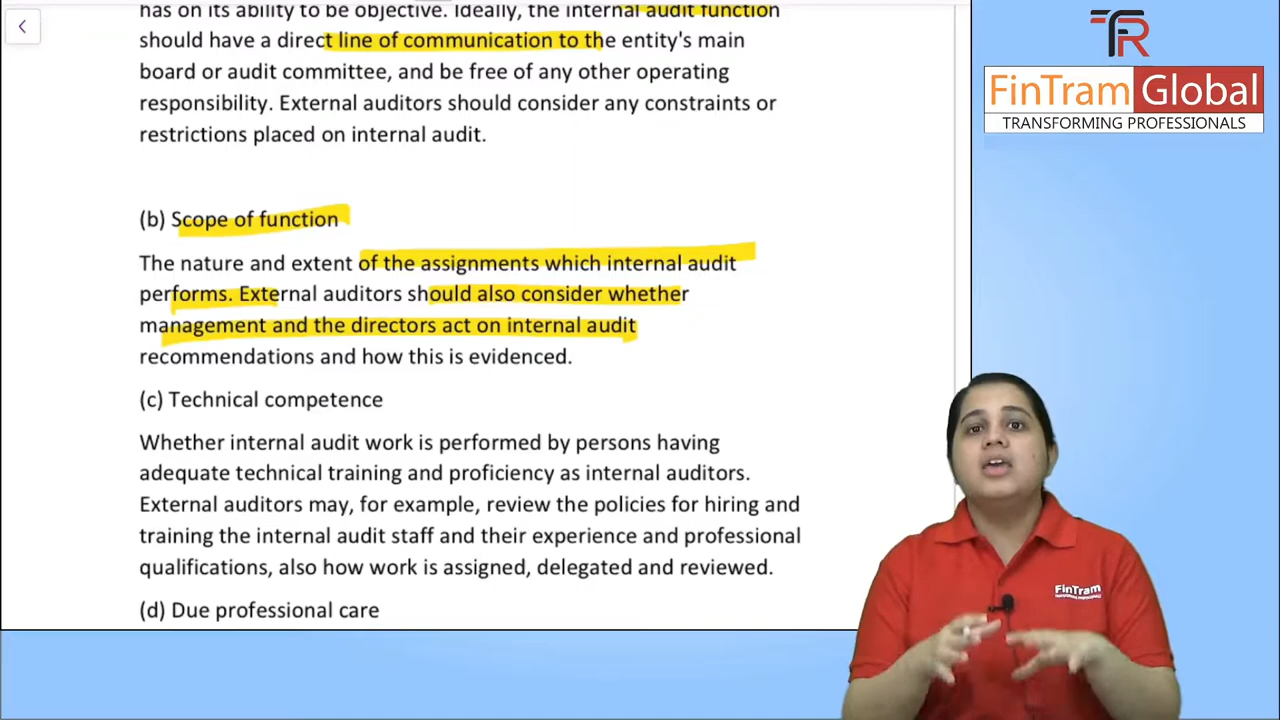 has on its ability to be objective. Ideally, the internal audit function
should have a direct line of communication to the entity's main
board or audit committee, and be free of any other operating
responsibility. External auditors should consider any constraints or
restrictions placed on internal audit.
(b) Scope of function
The nature and extent of the assignments which internal audit
performs. External auditors should also consider whether
management and the directors act on internal audit
recommendations and how this is evidenced.
(c) Technical competence
Whether internal audit work is performed by persons having
adequate technical training and proficiency as internal auditors.
External auditors may, for example, review the policies for hiring and
training the internal audit staff and their experience and professional
qualifications, also how work is assigned, delegated and reviewed.
(d) Due professional care
FinTram Global
TRANSFORMING PROFESSIONALS
FinTram